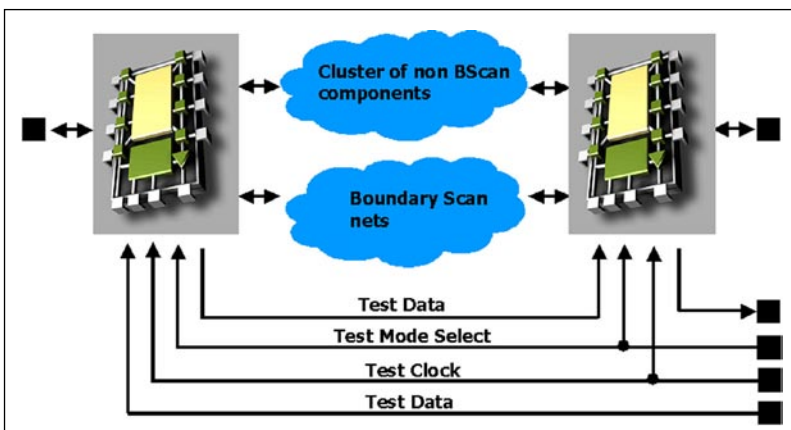 Cluster of non BScan
components
Boundary Scan
nets
Test Data
Test Mode Select
Test Clock
Test Data